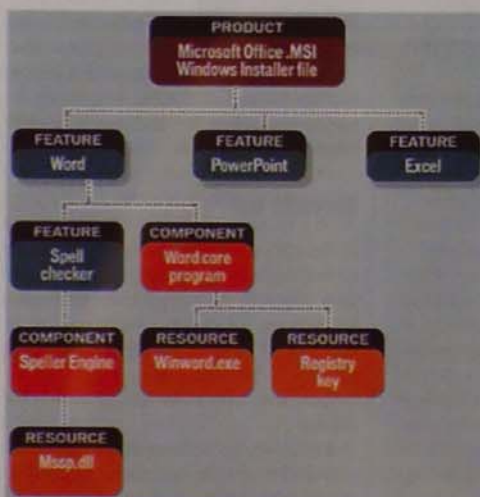 PRODUCT
Microsoft Office .MSI
Windows Installer file
FEATURE
Word
FEATURE
PowerPoint
FEATURE
Excel
FEATURE
Spell
checker
COMPONENT
Word core
program
COMPONENT
Speller Engine
RESOURCE
Winword.exe
RESOURCE
Registry
key
RESOURCE
Mssp.dll